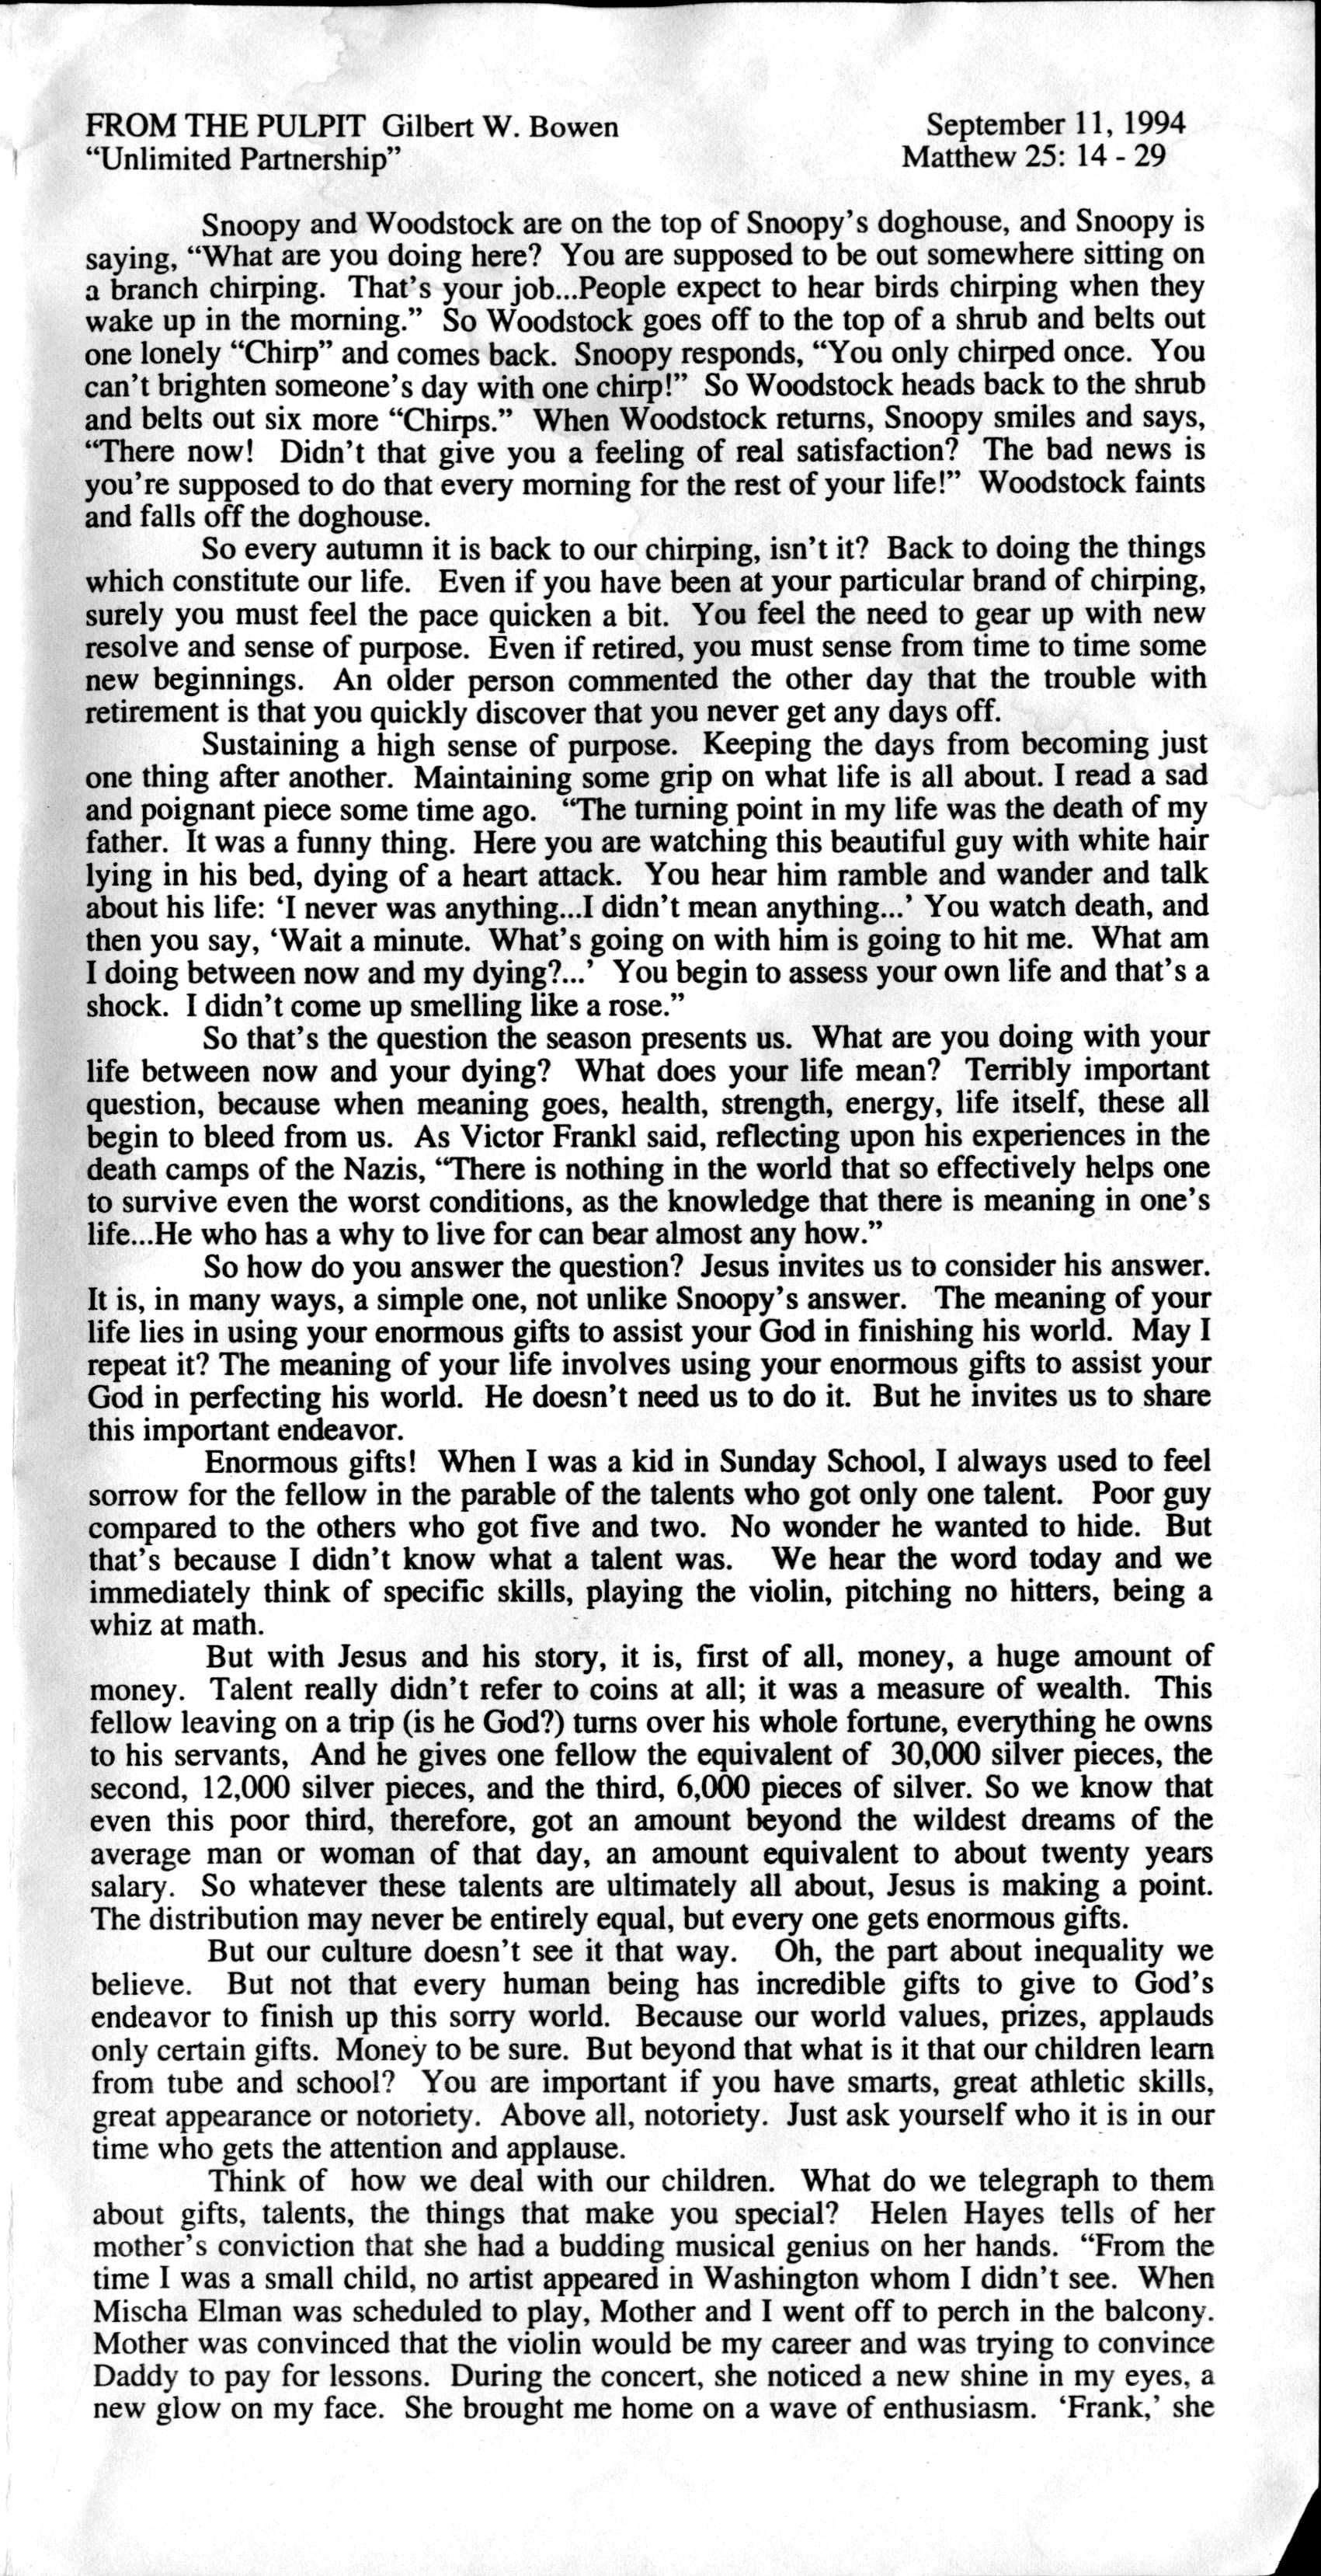 FROM THE PULPIT Gilbert W. Bowen September 11, 1994
“Unlimited Partnership” Matthew 25: 14 - 29
Snoopy and Woodstock are on the top of Snoopy’s doghouse, and Snoopy is
saying, “What are you doing here? You are supposed to be out somewhere sitting on
a branch chirping. That’s your job...People expect to hear birds chirping when they
wake up in the morning.” So Woodstock goes off to the top of a shrub and belts out
one lonely “Chirp” and comes back. Snoopy responds, “You only chirped once. You
can’t brighten someone’s day with one chirp!” So Woodstock heads back to the shrub
and belts out six more “Chirps.” When Woodstock returns, Snoopy smiles and says,
“There now! Didn’t that give you a feeling of real satisfaction? The bad news is
you’re supposed to do that every morning for the rest of your life!” Woodstock faints
and falls off the doghouse.
So every autumn it is back to our chirping, isn’t it? Back to doing the things
which constitute our life. Even if you have been at your particular brand of chirping,
surely you must feel the pace quicken a bit. You feel the need to gear up with new
resolve and sense of purpose. Even if retired, you must sense from time to time some
new beginnings. An older person commented the other day that the trouble with
retirement is that you quickly discover that you never get any days off.
Sustaining a high sense of purpose. Keeping the days from becoming just
one thing after another. Maintaining some grip on what life is all about. I read a sad
and poignant piece some time ago. “The turning point in my life was the death of my
father. It was a funny thing. Here you are watching this beautiful guy with white hair
lying in his bed, dying of a heart attack. You hear him ramble and wander and talk
about his life: ‘I never was anything...I didn’t mean anything...’ You watch death, and
then you say, ‘Wait a minute. What’s going on with him is going to hit me. What am
I doing between now and my dying?...’ You begin to assess your own life and that’s a
shock. I didn’t come up smelling like a rose.”
So that’s the question the season presents us. What are you doing with your
life between now and your dying? What does your life mean? Terribly important
question, because when meaning goes, health, strength, energy, life itself, these all
begin to bleed from us. As Victor Frankl said, reflecting upon his experiences in the
death camps of the Nazis, “There is nothing in the world that so effectively helps one
to survive even the worst conditions, as the knowledge that there is meaning in one’s
life...He who has a why to live for can bear almost any how.”
So how do you answer the question? Jesus invites us to consider his answer.
It is, in many ways, a simple one, not unlike Snoopy’s answer. The meaning of your
life lies in using your enormous gifts to assist your God in finishing his world. May I
repeat it? The meaning of your life involves using your enormous gifts to assist your
God in perfecting his world. He doesn’t need us to do it. But he invites us to share
this important endeavor.
Enormous gifts! When I was a kid in Sunday School, I always used to feel
sorrow for the fellow in the parable of the talents who got only one talent. Poor guy
compared to the others who got five and two. No wonder he wanted to hide. But
that’s because I didn’t know what a talent was. We hear the word today and we
immediately think of specific skills, playing the violin, pitching no hitters, being a
whiz at math.
But with Jesus and his story, it is, first of all, money, a huge amount of
money. Talent really didn’t refer to coins at all; it was a measure of wealth. This
fellow leaving on a trip (is he God?) turns over his whole fortune, everything he owns
to his servants, And he gives one fellow the equivalent of 30,000 silver pieces, the
second, 12,000 silver pieces, and the third, 6,000 pieces of silver. So we know that
even this poor third, therefore, got an amount beyond the wildest dreams of the
average man or woman of that day, an amount equivalent to about twenty years
salary. So whatever these talents are ultimately all about, Jesus is making a point.
The distribution may never be entirely equal, but every one gets enormous gifts.
But our culture doesn’t see it that way. Oh, the part about inequality we
believe. But not that every human being has incredible gifts to give to God’s
endeavor to finish up this sorry world. Because our world values, prizes, applauds
only certain gifts. Money to be sure. But beyond that what is it that our children learn
from tube and school? You are important if you have smarts, great athletic skills,
great appearance or notoriety. Above all, notoriety. Just ask yourself who it is in our
time who gets the attention and applause.
Think of how we deal with our children. What do we telegraph to them
about gifts, talents, the things that make you special? Helen Hayes tells of her
mother’s conviction that she had a budding musical genius on her hands. “From the
time I was a small child, no artist appeared in Washington whom I didn’t see. When
Mischa Elman was scheduled to play, Mother and I went off to perch in the balcony.
Mother was convinced that the violin would be my career and was trying to convince
Daddy to pay for lessons. During the concert, she noticed a new shine in my eyes, a
new glow on my face. She brought me home on a wave of enthusiasm. ‘Frank,’ she